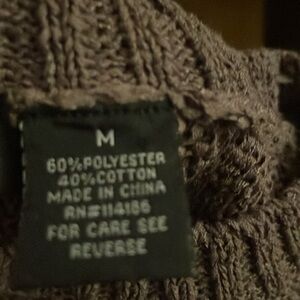 M
60%POLYESTER
40%COTTON
MADE IN CHINA
RN#114186
FOR CARE SEE
REVERSE